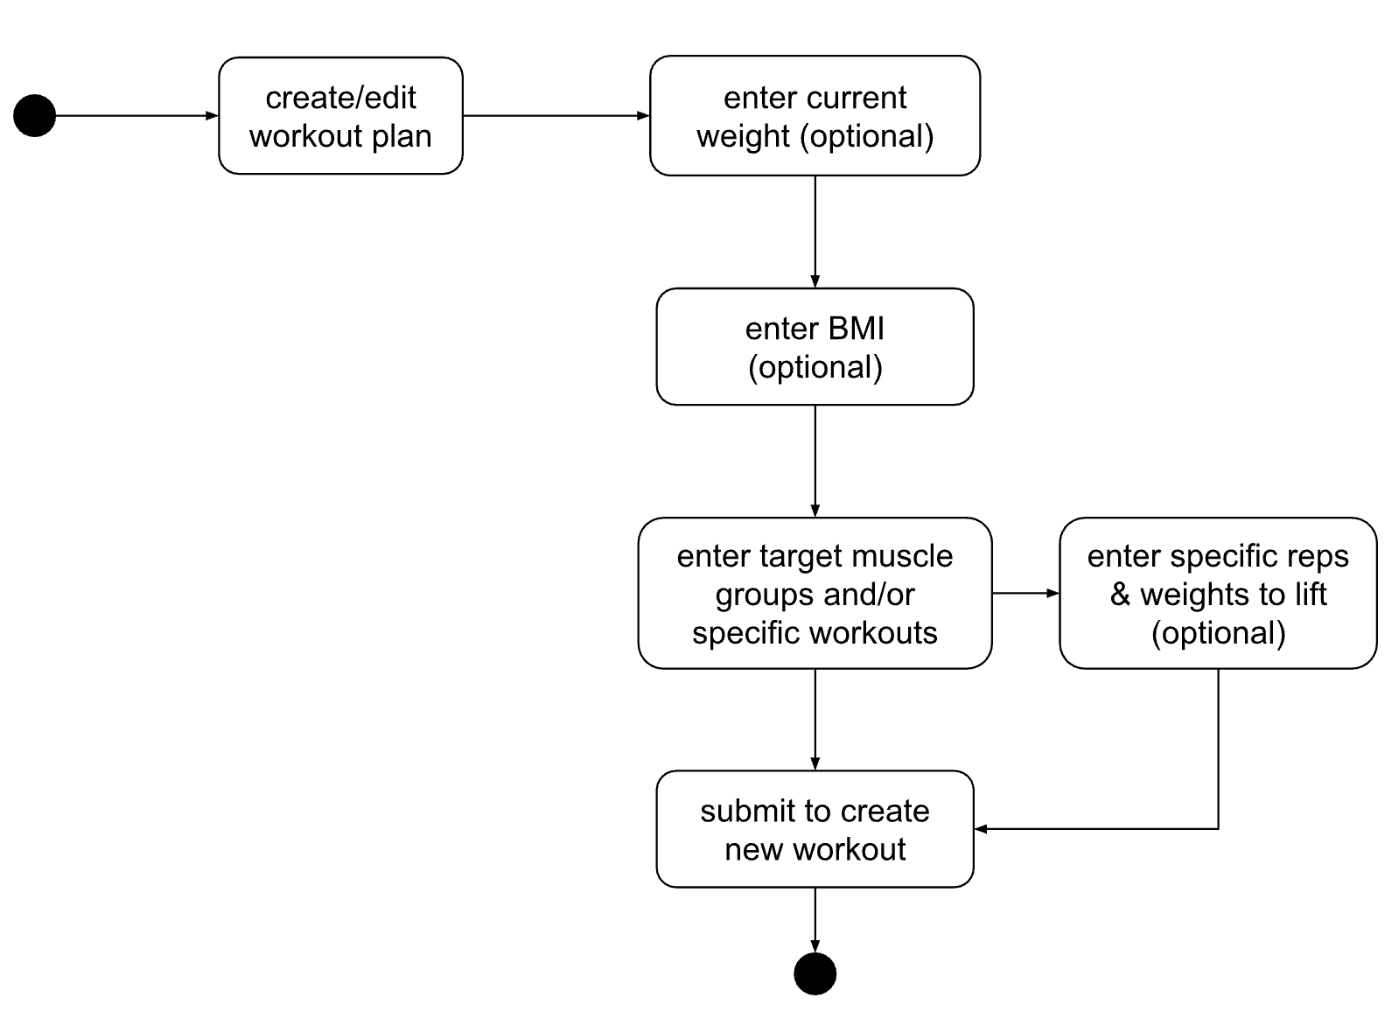 create/edit
workout plan
enter current
weight (optional)
enter BMI
(optional)
enter target muscle
groups and/or
specific workouts
enter specific reps
& weights to lift
(optional)
submit to create
new workout